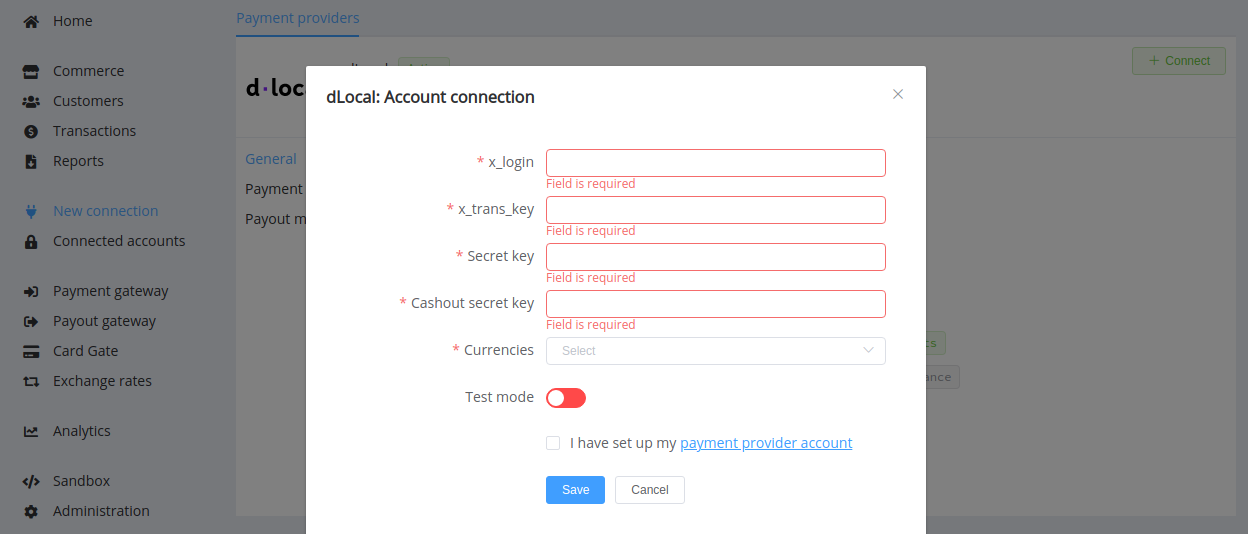 Home
Commerce
Customers
Transactions
Reports
New connection
Connected accounts
Payment gateway
Payout gateway
Card Gate
Exchange rates
Analytics
Sandbox
Administration
Payment providers
+ Connect
d·loc
General
Payment
Payout m
dLocal: Account connection
* x_login
Field is required
* x_trans_key
Field is required
* Secret key
Field is required
* Cashout secret key
Field is required
* Currencies Select
Test mode
I have set up my payment provider account
Save Cancel
cs
ance